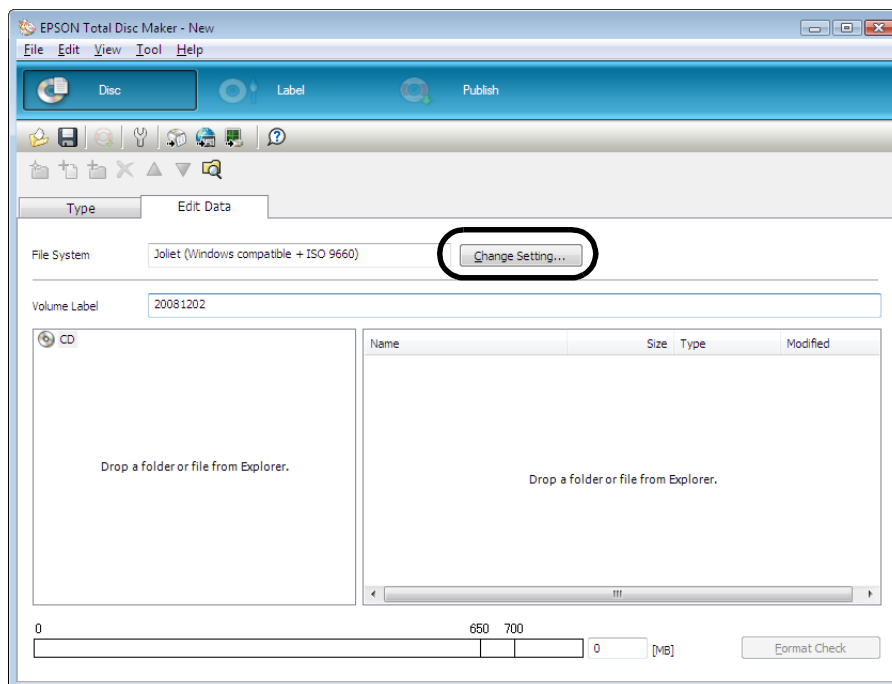 EPSON Total Disc Maker - New
File Edit View Tool Help
Disc Label Publish
Type Edit Data
File System Joliet (Windows compatible + ISO 9660) Change Setting...
Volume Label 20081202
CD Name Size Type Modified
Drop a folder or file from Explorer.
Drop a folder or file from Explorer.
0 650 700
0 [MB] Format Check